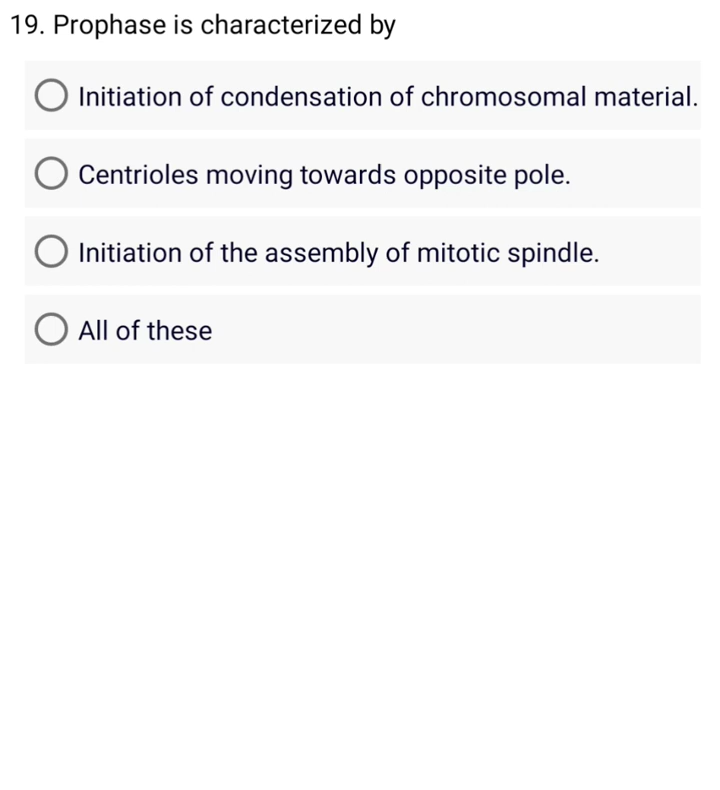 19. Prophase is characterized by
Initiation of condensation of chromosomal material.
Centrioles moving towards opposite pole.
Initiation of the assembly of mitotic spindle.
All of these